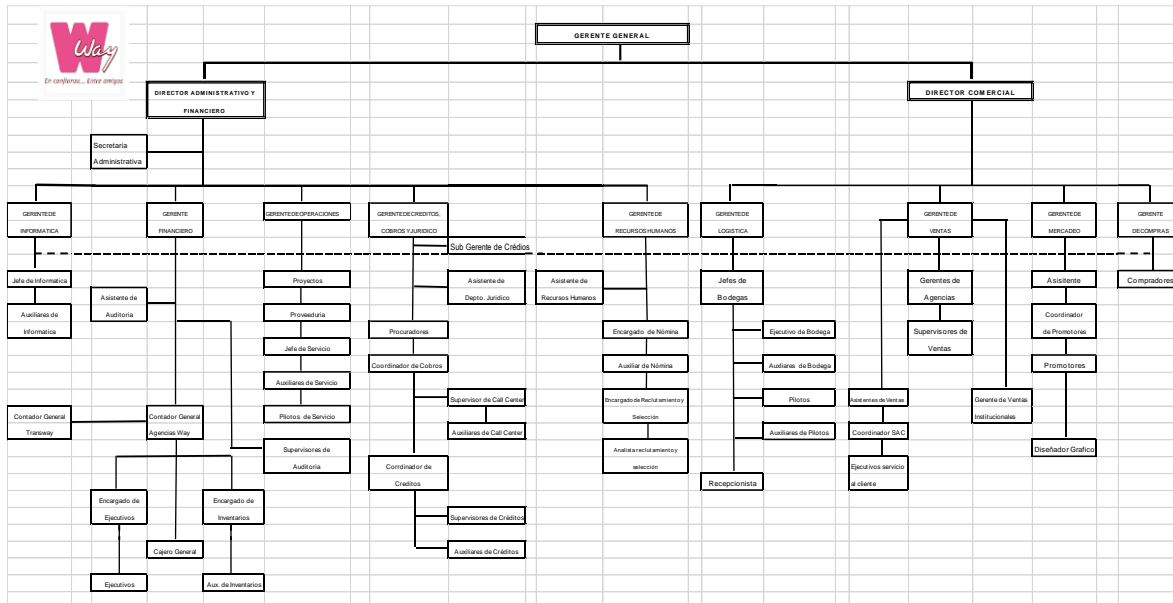 Way
En confianza... Entre amigos
GERENTE GENERAL
DIRECTOR ADMINISTRATIVO Y
FINANCIERO
DIRECTOR COMERCIAL
Secretaria
Administrativa
GERENTE DE
INFORMATICA
GERENTE
FINANCIERO
GERENTE DE OPERACIONES
GERENTE DE CREDITOS,
COBROS Y JURIDICO
GERENTE DE
RECURSOS HUMANOS
GERENTE DE
LOGISTICA
GERENTE DE
VENTAS
GERENTE DE
MERCADEO
GERENTE
DE COMPRAS
Sub Gerente de Crédios
Jefe de Informatica
Asistente de
Auditoria
Proyectos
Asistente de
Depto. Juridico
Asistente de
Recursos Humanos
Jefes de
Bodegas
Gerentes de
Agencias
Asisitente
Compradores
Auxiliares de
Informatica
Proveeduria
Procuradores
Encargado de Nómina
Ejecutivo de Bodega
Supervisores de
Ventas
Coordinador
de Promotores
Jefe de Servicio
Coordinador de Cobros
Auxiliar de Nómina
Auxliares de Bodega
Promotores
Auxiliares de Servicio
Supervisor de Call Center
Encargado de Reclutamiento y
Selección
Pilotos
Asistentes de Ventas
Gerente de Ventas
Institucionales
Contador General
Transway
Contador General
Agencias Way
Pilotos de Servicio
Auxiliares de Call Center
Auxiliares de Pilotos
Coordinador SAC
Supervisores de
Auditoria
Analista reclutamiento y
selección
Diseñador Grafico
Corrdinador de
Creditos
Recepcionista
Ejecutivos servicio
al cliente
Encargado de
Ejecutivos
Encargado de
Inventarios
Supervisores de Créditos
Cajero General
Auxiliares de Créditos
Ejecutivos
Aux. de Inventarios